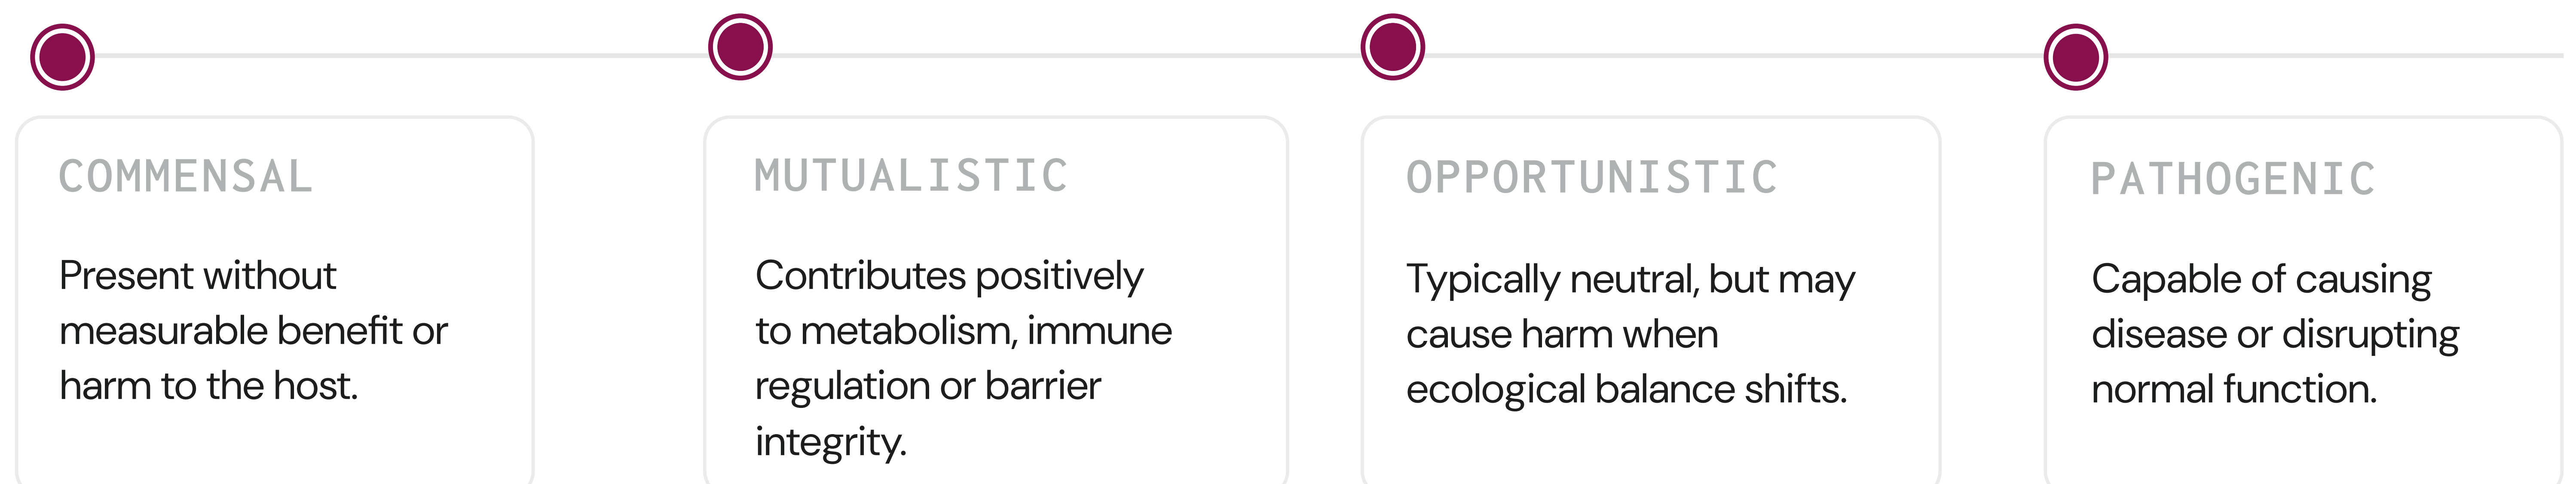 COMMENSAL
Present without
measurable benefit or
harm to the host.
MUTUALISTIC
Contributes positively
to metabolism, immune
regulation or barrier
integrity.
OPPORTUNISTIC
Typically neutral, but may
cause harm when
ecological balance shifts.
PATHOGENIC
Capable of causing
disease or disrupting
normal function.